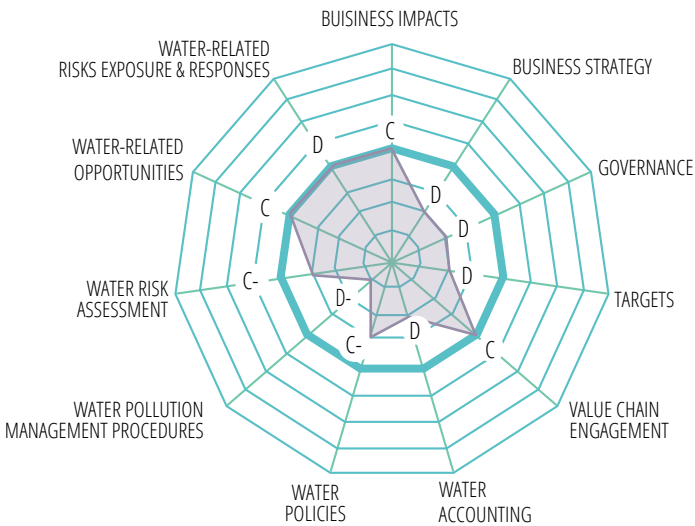 BUISINESS IMPACTS
WATER-RELATED
RISKS EXPOSURE & RESPONSES
BUSINESS STRATEGY
C
D
WATER-RELATED
OPPORTUNITIES
GOVERNANCE
D
C
D
D
C-
WATER RISK
ASSESSMENT
D-
TARGETS
D
C-
C
WATER POLLUTION
MANAGEMENT PROCEDURES
VALUE CHAIN
ENGAGEMENT
WATER
POLICIES
WATER
ACCOUNTING